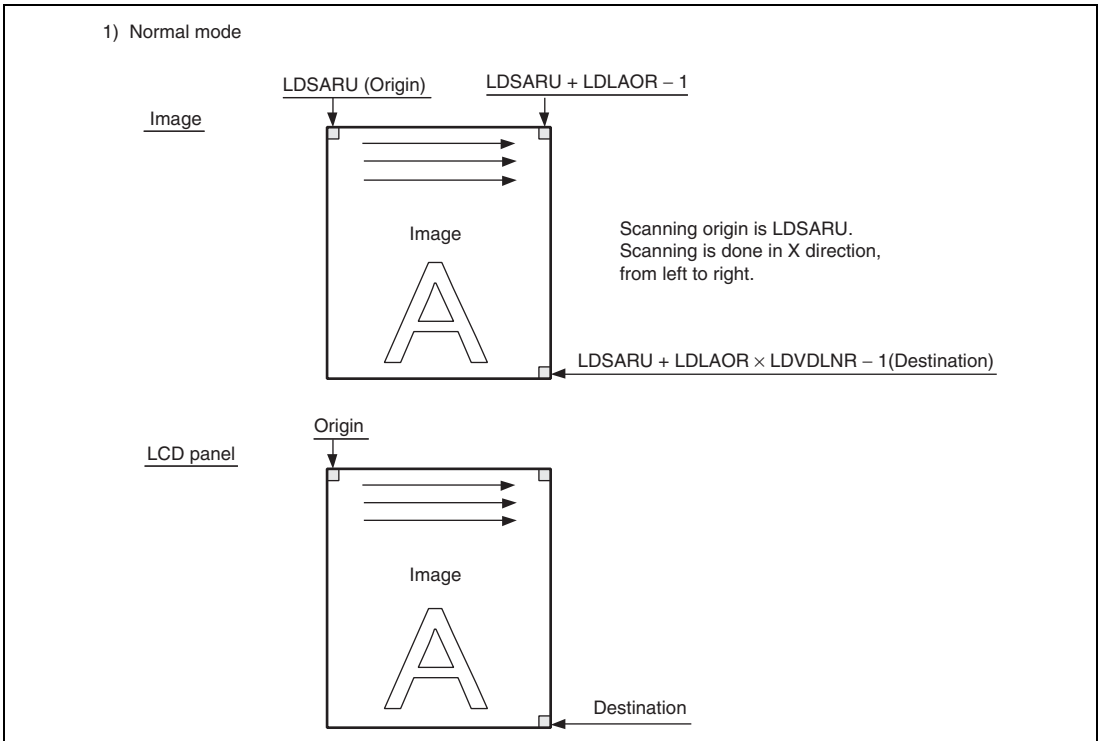 1) Normal mode
LDSARU (Origin)
LDSARU + LDLAOR – 1
Image
Image
Scanning origin is LDSARU.
Scanning is done in X direction,
from left to right.
A
LDSARU + LDLAOR × LDVDLNR – 1(Destination)
Origin
LCD panel
Image
A
Destination